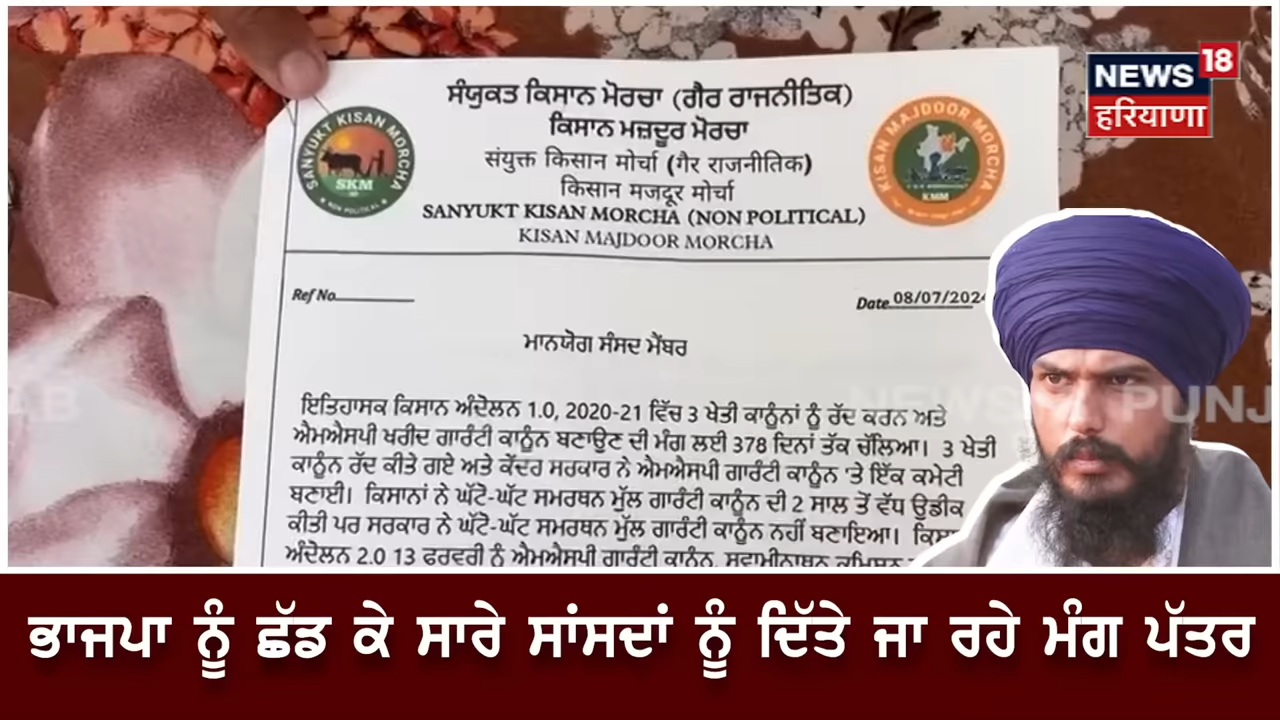 NEWS 18
हरियाणा
ਸੰਯੁਕਤ ਕਿਸਾਨ ਮੋਰਚਾ (ਗੈਰ ਰਾਜਨੀਤਿਕ)
ਕਿਸਾਨ ਮਜ਼ਦੂਰ ਮੋਰਚਾ
संयुक्त किसान मोर्चा (गैर राजनीतिक)
किसान मजदूर मोर्चा
SANYUKT KISAN MORCHA (NON POLITICAL)
KISAN MAJDOOR MORCHA
SANYUKT KISAN MORCHA
SKM
NON POLITICAL
KISAN MAJDOOR MORCHA
KMM
Ref No
Date 08/07/2024
ਮਾਨਯੋਗ ਸੰਸਦ ਮੈਂਬਰ
ਇਤਿਹਾਸਕ ਕਿਸਾਨ ਅੰਦੋਲਨ 1.0, 2020-21 ਵਿੱਚ 3 ਖੇਤੀ ਕਾਨੂੰਨਾਂ ਨੂੰ ਰੱਦ ਕਰਨ ਅਤੇ
ਐਮਐਸਪੀ ਖਰੀਦ ਗਾਰੰਟੀ ਕਾਨੂੰਨ ਬਣਾਉਣ ਦੀ ਮੰਗ ਲਈ 378 ਦਿਨਾਂ ਤੱਕ ਚੱਲਿਆ। 3 ਖੇਤੀ
ਕਾਨੂੰਨ ਰੱਦ ਕੀਤੇ ਗਏ ਅਤੇ ਕੇਂਦਰ ਸਰਕਾਰ ਨੇ ਐਮਐਸਪੀ ਗਾਰੰਟੀ ਕਾਨੂੰਨ 'ਤੇ ਇੱਕ ਕਮੇਟੀ
ਬਣਾਈ। ਕਿਸਾਨਾਂ ਨੇ ਘੱਟੋ-ਘੱਟ ਸਮਰਥਨ ਮੁੱਲ ਗਾਰੰਟੀ ਕਾਨੂੰਨ ਦੀ 2 ਸਾਲ ਤੋਂ ਵੱਧ ਉਡੀਕ
ਕੀਤੀ ਪਰ ਸਰਕਾਰ ਨੇ ਘੱਟੋ-ਘੱਟ ਸਮਰਥਨ ਮੁੱਲ ਗਾਰੰਟੀ ਕਾਨੂੰਨ ਨਹੀਂ ਬਣਾਇਆ।
ਅੰਦੋਲਨ 2.0 13 ਫਰਵਰੀ ਨੂੰ ਐਮਐਸਪੀ ਗਾਰੰਟੀ ਕਾਨੂੰਨ, ਸਵਾਮੀਨਾਥਨ ਕਮਿਸ਼ਨ
ਭਾਜਪਾ ਨੂੰ ਛੱਡ ਕੇ ਸਾਰੇ ਸਾਂਸਦਾਂ ਨੂੰ ਦਿੱਤੇ ਜਾ ਰਹੇ ਮੰਗ ਪੱਤਰ